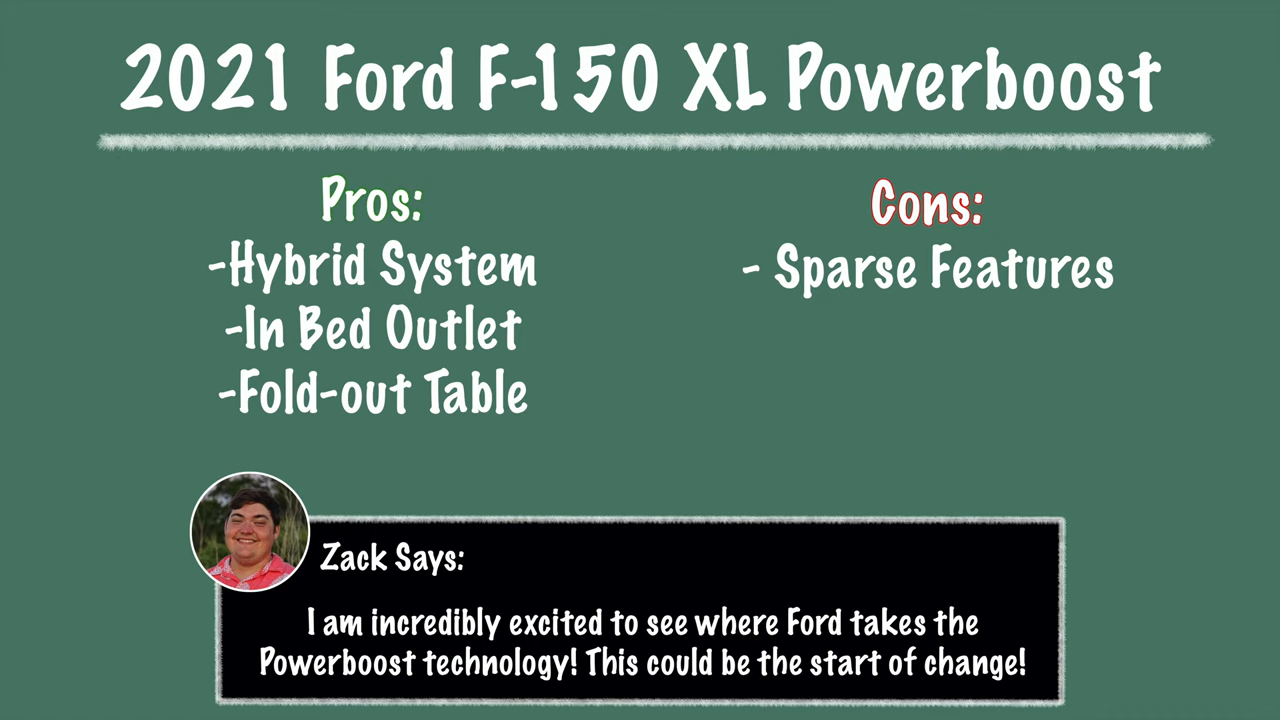 2021 Ford F-150 XL Powerboost
Pros:
-Hybrid System
-In Bed Outlet
-Fold-out Table
Cons:
- Sparse Features
Zack Says:
I am incredibly excited to see where Ford takes the
Powerboost technology! This could be the start of change!